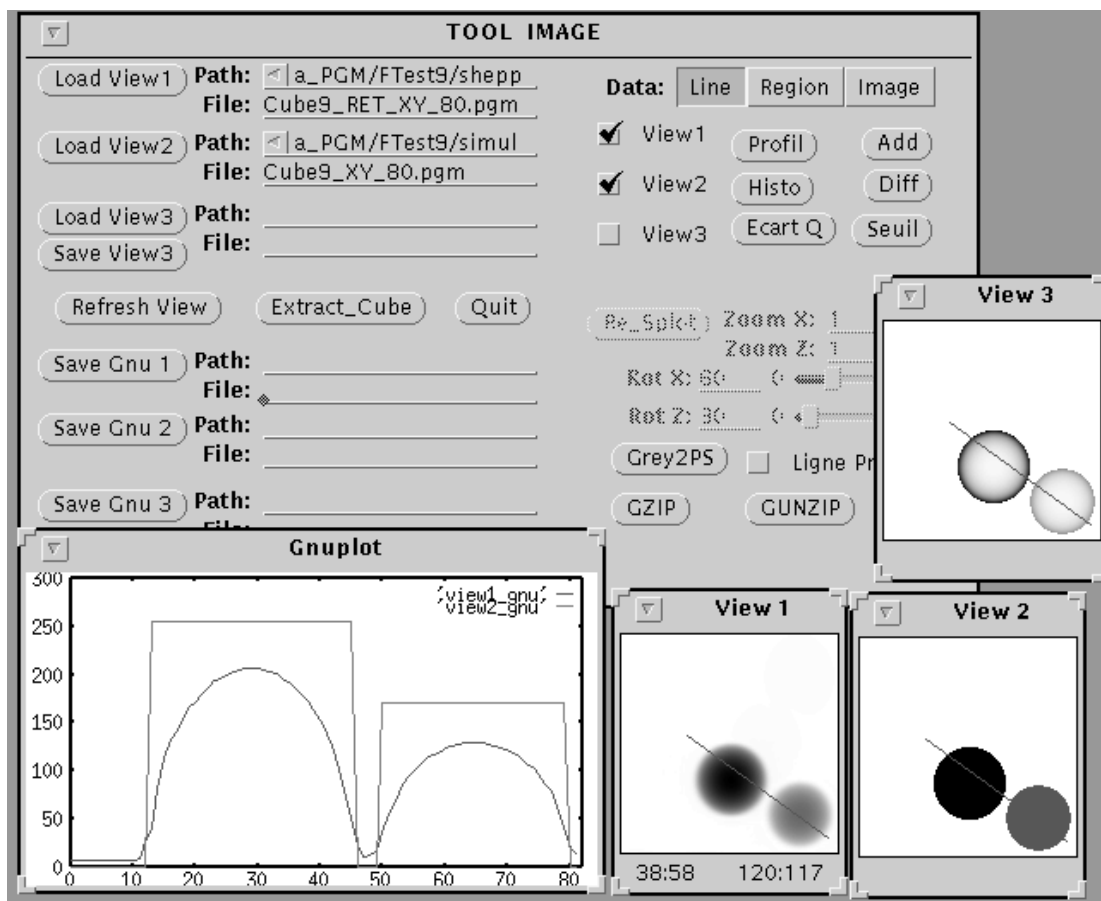 TOOL IMAGE
Load View1 Path: a_PGM/FTest9/shepp
File: Cube9_RET_XY_80.pgm
Load View2 Path: a_PGM/FTest9/simul
File: Cube9_XY_80.pgm
Load View3 Path:
Save View3 File:
Refresh View Extract_Cube Quit
Save Gnu 1 Path:
File:
Save Gnu 2 Path:
File:
Save Gnu 3 Path:
File:
Data: Line Region Image
View1 Profil Add
View2 Histo Diff
View3 Ecart Q Seuil
Zoom X: 1
Zoom Z: 1
Rot X: 60 0
Rot Z: 30 0
Grey2PS Ligne Pr
GZIP GUNZIP
View 3
Gnuplot
300
250
200
150
100
50
0
0 10 20 30 40 50 60 70 80
'view1_gnu'
'view2_gnu'
View 1
38:58 120:117
View 2